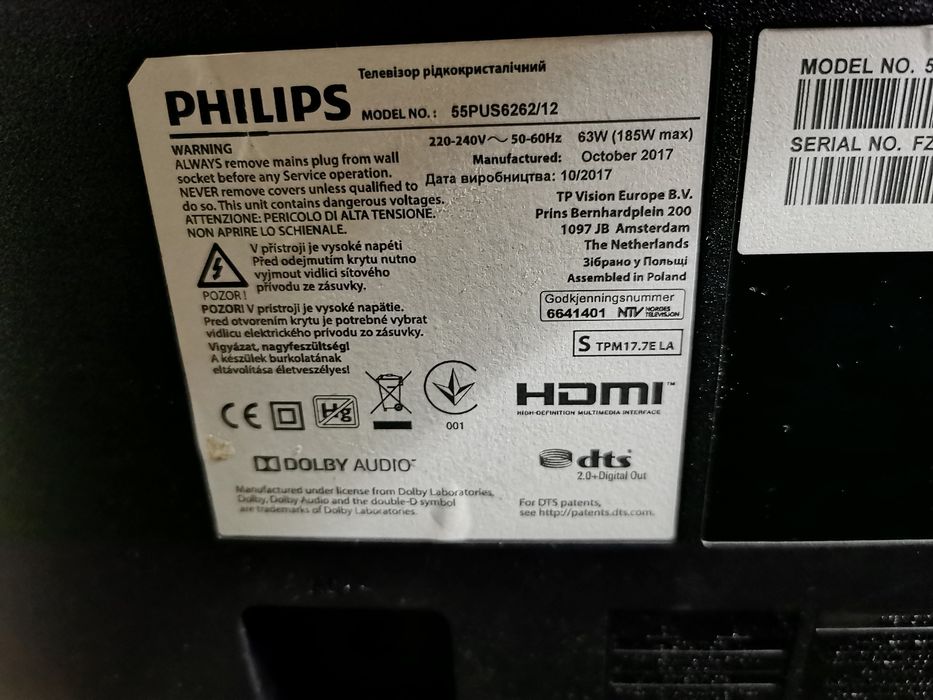 Телевізор рідкокристалічний
PHILIPS MODEL NO.: 55PUS6262/12
220-240V～ 50-60Hz 63W (185W max)
Manufactured: October 2017
Дата виробництва: 10/2017
WARNING
ALWAYS remove mains plug from wall
socket before any Service operation.
NEVER remove covers unless qualified to
do so. This unit contains dangerous voltages.
ATTENZIONE: PERICOLO DI ALTA TENSIONE.
NON APRIRE LO SCHIENALE.
TP Vision Europe B.V.
Prins Bernhardplein 200
1097 JB Amsterdam
The Netherlands
Зібрано у Польщі
Assembled in Poland
V přístroji je vysoké napětí
Před odejmutím krytu nutno
vyjmout vidlici síťového
přívodu ze zásuvky.
POZOR!
POZOR! V prístroji je vysoké napätie.
Pred otvorením krytu je potrebné vybrat
vidlicu elektrického prívodu zo zásuvky.
Vigyázat, nagyfeszültség!
A készülek burkolatának
eltávolítása életveszélyes!
Godkjenningsnummer
6641401 NTV NORGES
TELEVISJON
S TPM17.7E LA
CE
Hg
001
HDMI™
HIGH-DEFINITION MULTIMEDIA INTERFACE
DOLBY AUDIO™
dts
2.0+Digital Out
Manufactured under license from Dolby Laboratories.
Dolby, Dolby Audio and the double-D symbol
are trademarks of Dolby Laboratories.
For DTS patents,
see http://patents.dts.com.
MODEL NO. 5
SERIAL NO. FZ